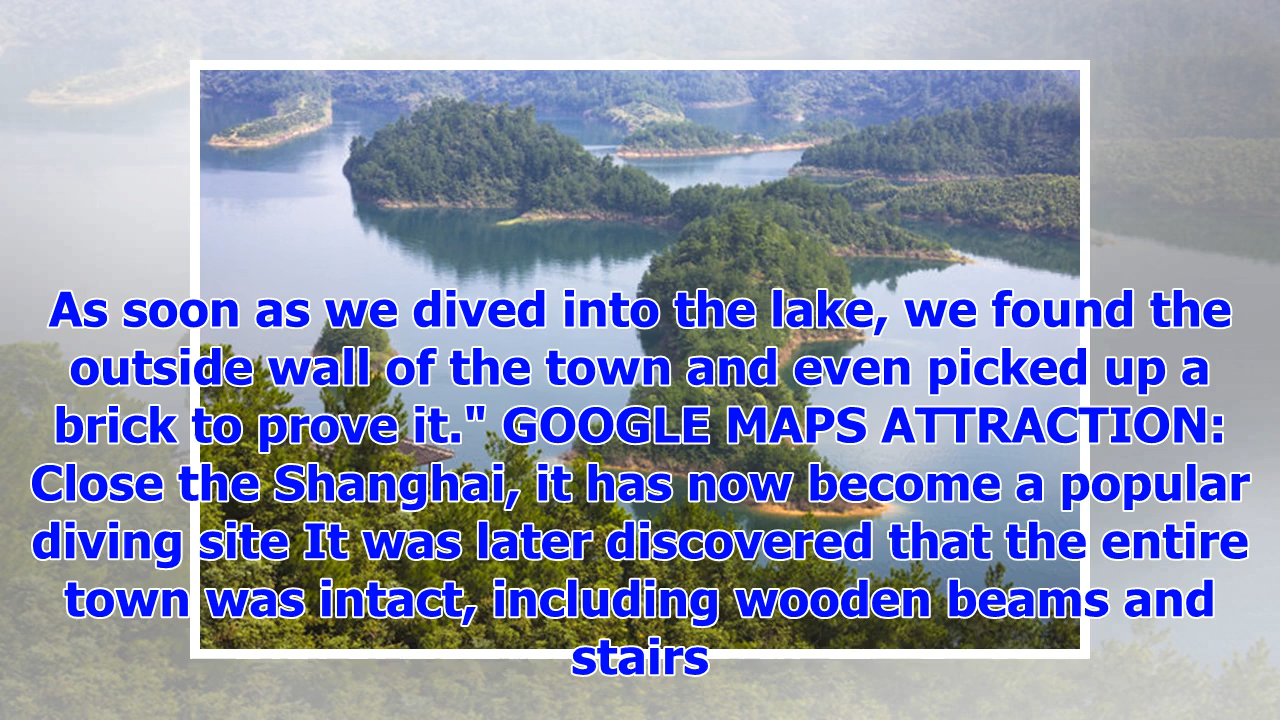 As soon as we dived into the lake, we found the
outside wall of the town and even picked up a
brick to prove it." GOOGLE MAPS ATTRACTION:
Close the Shanghai, it has now become a popular
diving site It was later discovered that the entire
town was intact, including wooden beams and
stairs